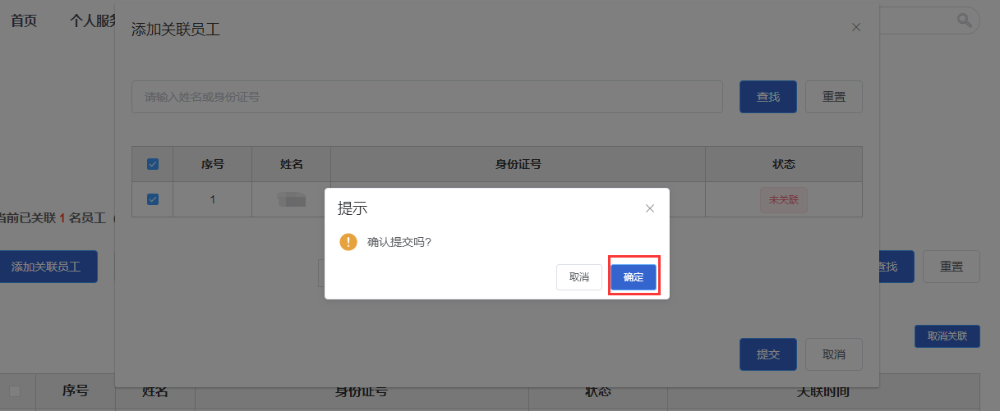 首页 个人服务
添加关联员工
请输入姓名或身份证号 查找 重置
序号 姓名 身份证号 状态
1 未关联
提示
确认提交吗?
取消 确定
当前已关联 1 名员工
添加关联员工 查找 重置
取消关联
提交 取消
序号 姓名 身份证号 状态 关联时间